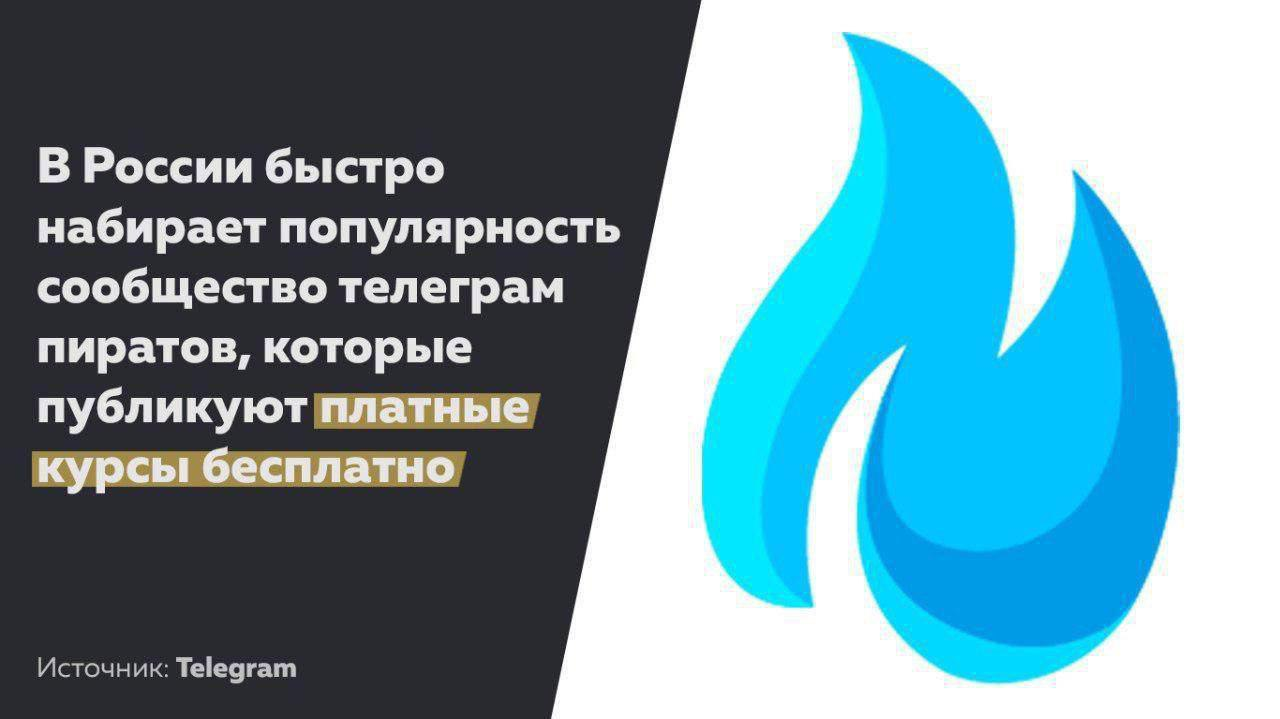 В России быстро
набирает популярность
сообщество телеграм
пиратов, которые
публикуют платные
курсы бесплатно
Источник: Telegram